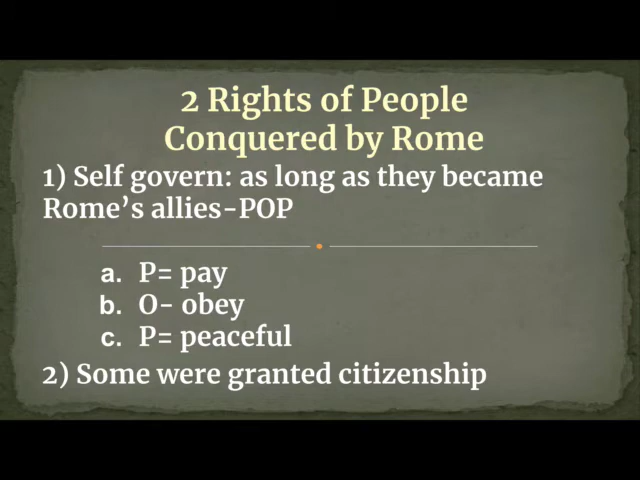 2 Rights of People
Conquered by Rome
1) Self govern: as long as they became
Rome’s allies-POP
a. P= pay
b. O- obey
c. P= peaceful
2) Some were granted citizenship